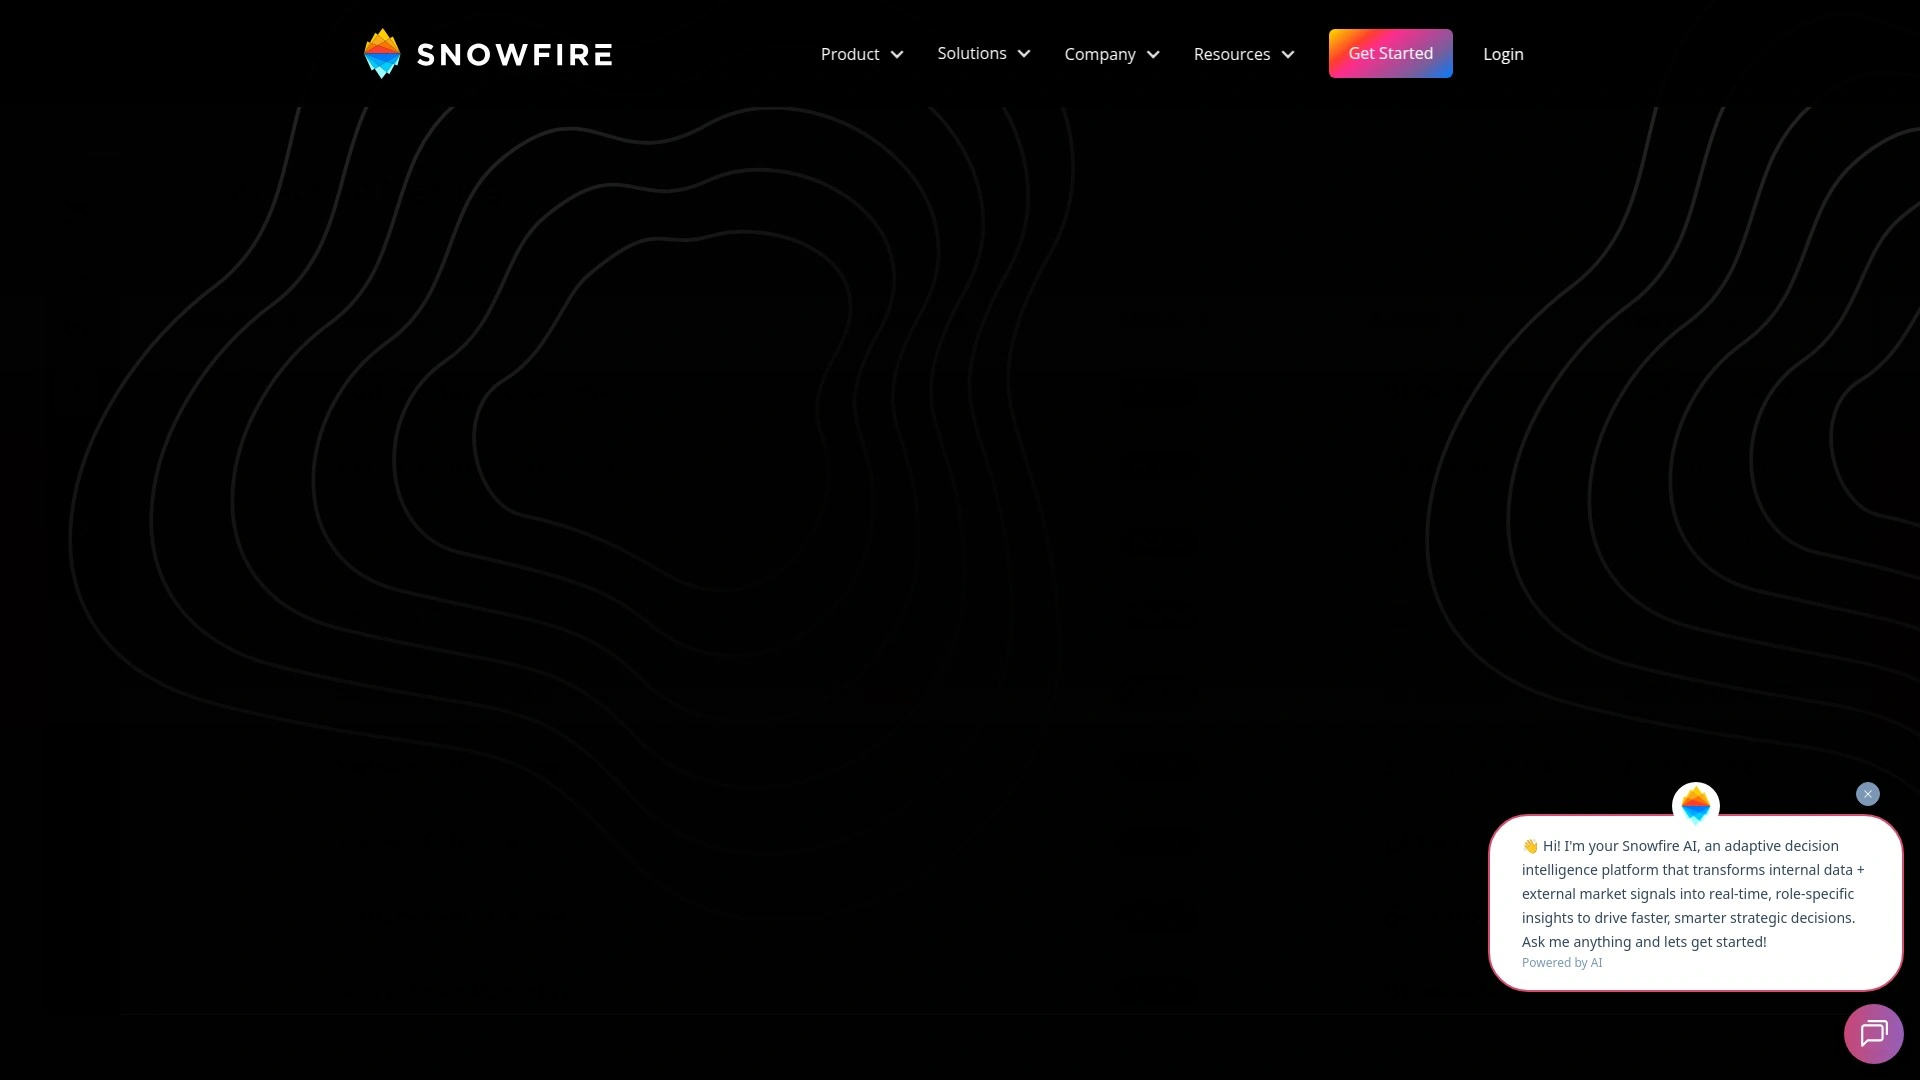 SNOWFIRE
Product
Solutions
Company
Resources
Get Started
Login
👋 Hi! I'm your Snowfire AI, an adaptive decision
intelligence platform that transforms internal data +
external market signals into real-time, role-specific
insights to drive faster, smarter strategic decisions.
Ask me anything and lets get started!
Powered by AI